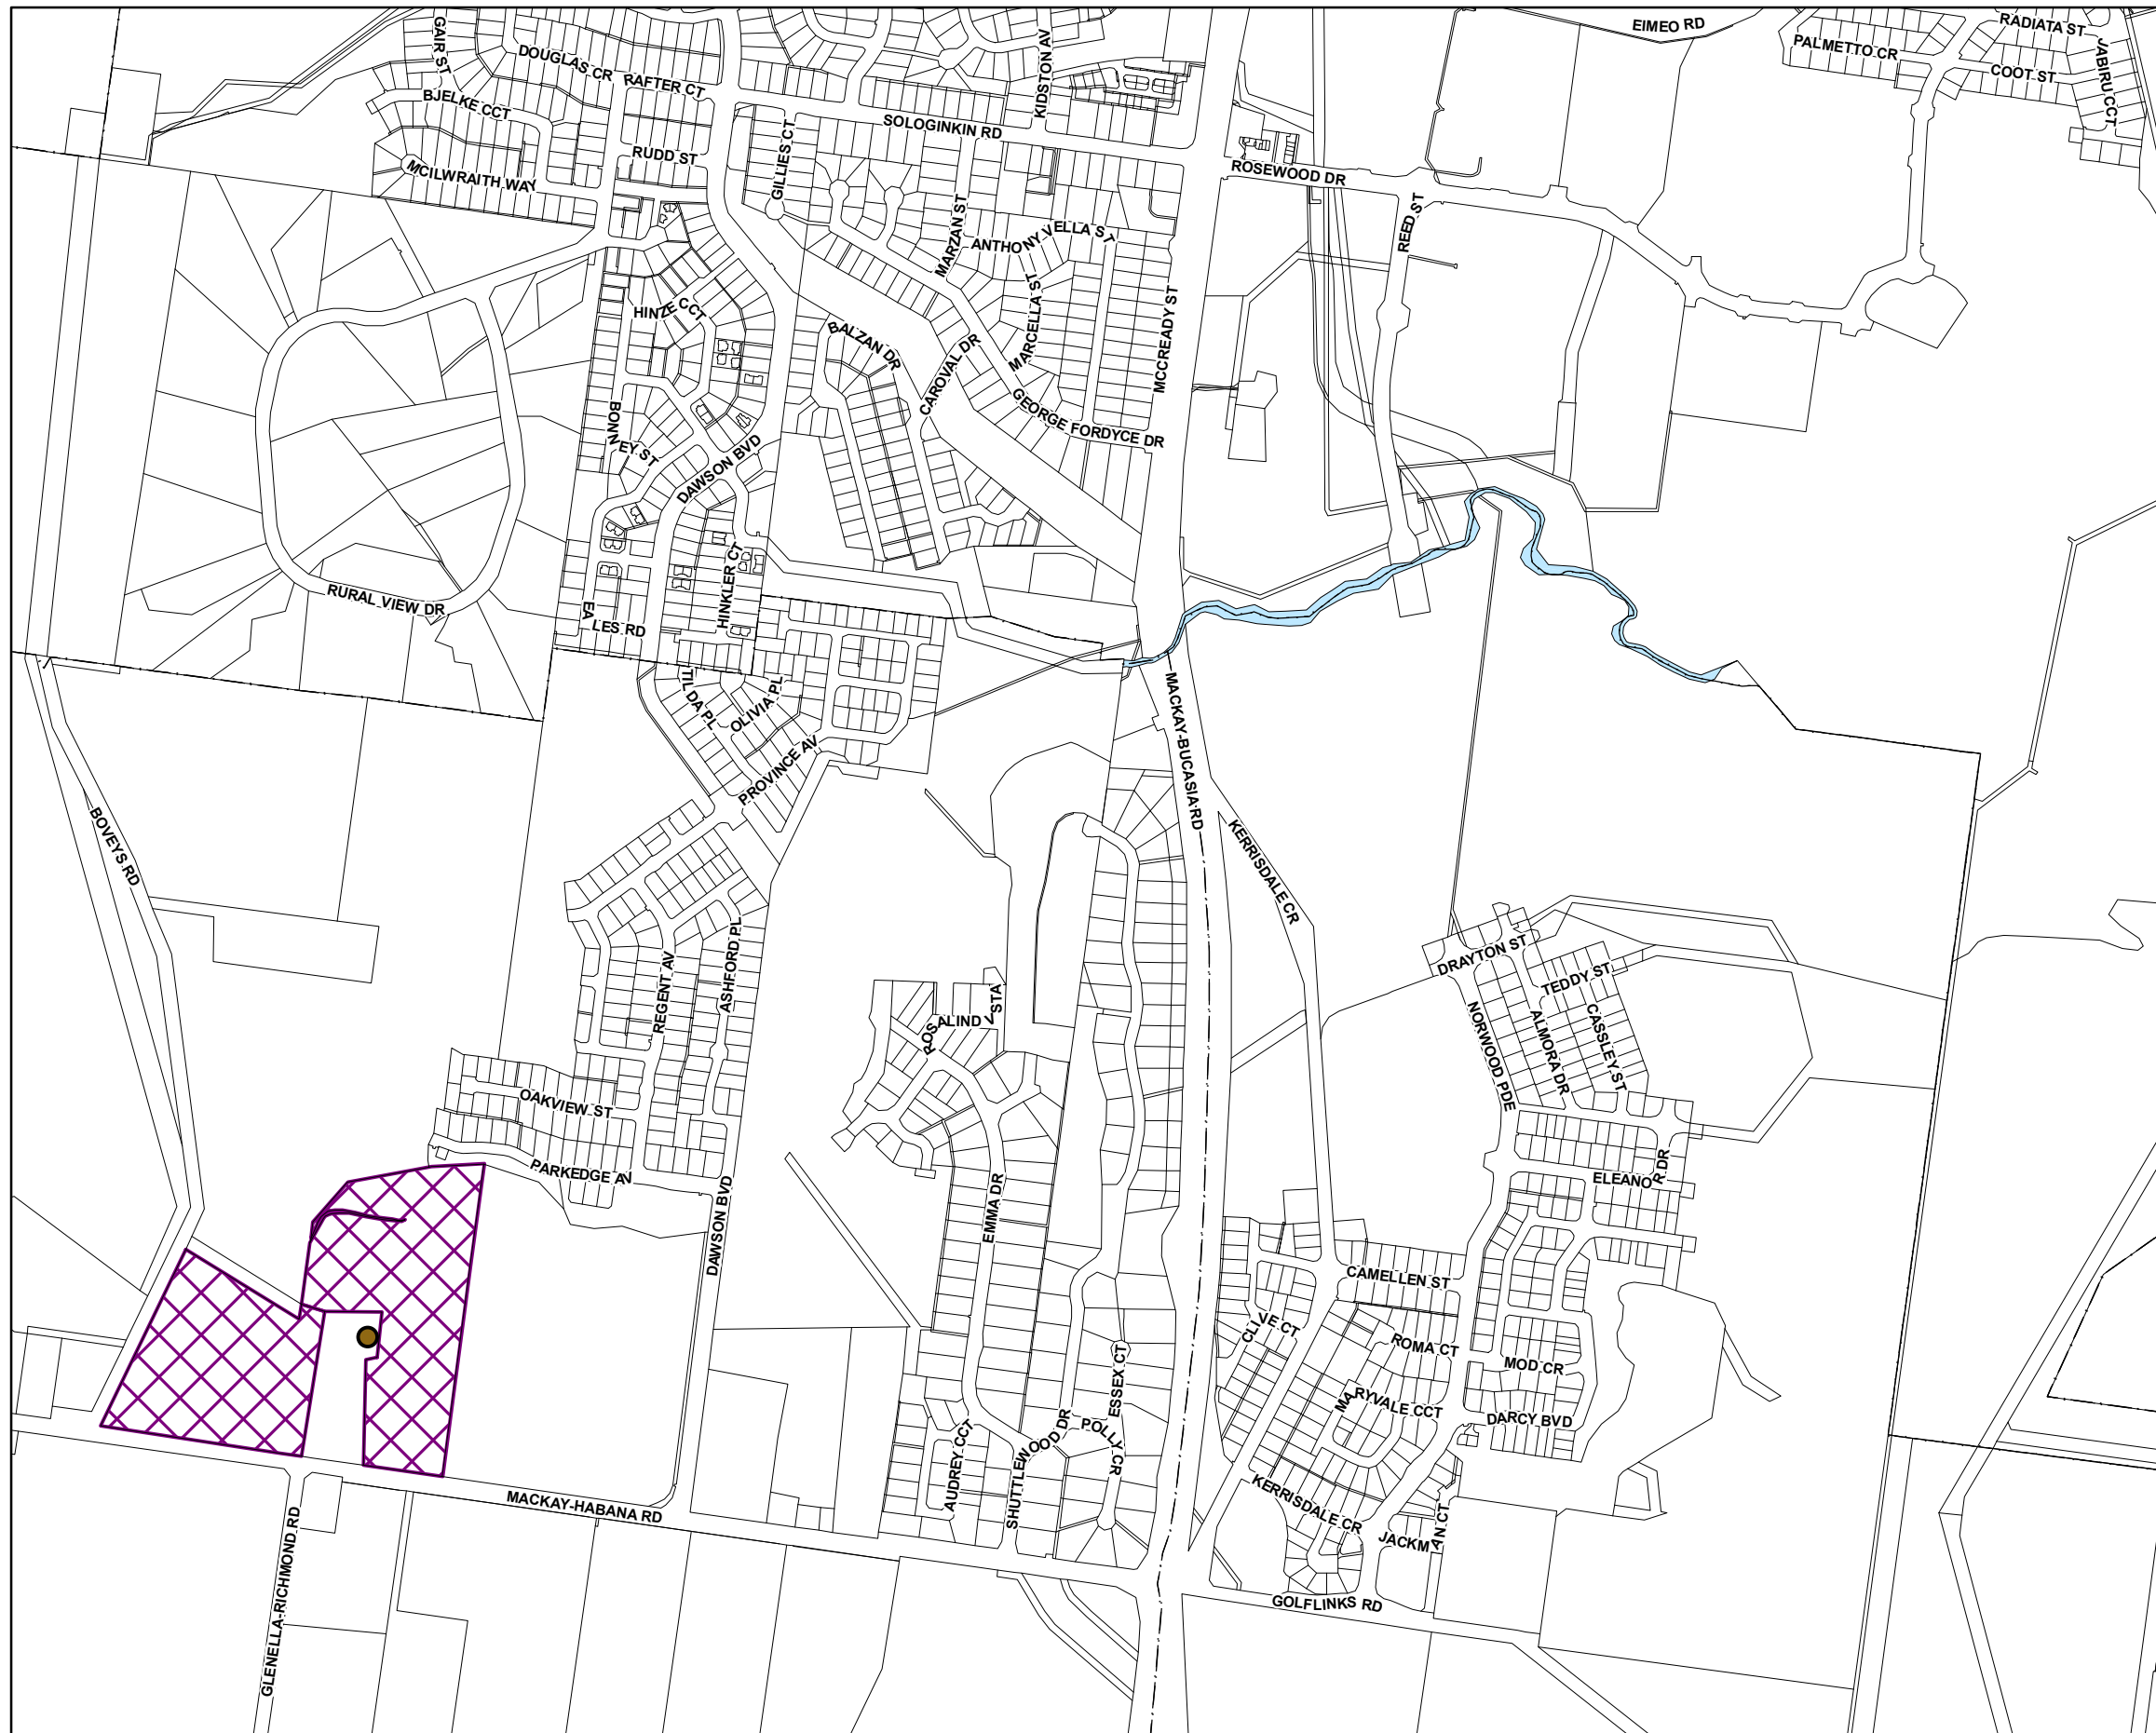 EIMEO RD
RADIATA ST
PALMETTO CR
COOT ST
JABIRU CCT
GAIR ST
DOUGLAS CR
RAFTER CT
KIDSTON AV
BJELKE CCT
SOLOGINKIN RD
GILLIES CT
RUDD ST
MCILWRAITH WAY
ROSEWOOD DR
REED ST
MARZAN ST
ANTHONY VELLA ST
HINZE CCT
MARCELLA ST
MCCREADY ST
BALZAN DR
CAROVAL DR
GEORGE FORDYCE DR
BONNEY ST
DAWSON BVD
HINKLER CT
RURAL VIEW DR
EALES RD
TILDA PL
OLIVIA PL
PROVINCE AV
MACKAY-BUCASIA RD
BOVEYS RD
KERRISDALE CR
ASHFORD PL
REGENT AV
DRAYTON ST
TEDDY ST
ROSALIND VSTA
NORWOOD PDE
ALMORA DR
CASSLEY ST
OAKVIEW ST
PARKEDGE AV
DAWSON BVD
EMMA DR
ELEANOR DR
CAMELLEN ST
CLIVE CT
ROMA CT
MOD CR
ESSEX CT
MARYVALE CCT
DARCY BVD
POLLY CR
AUDREY CCT
SHUTTLEWOOD DR
KERRISDALE CR
JACKMAN CT
MACKAY-HABANA RD
GLENELLA-RICHMOND RD
GOLFLINKS RD